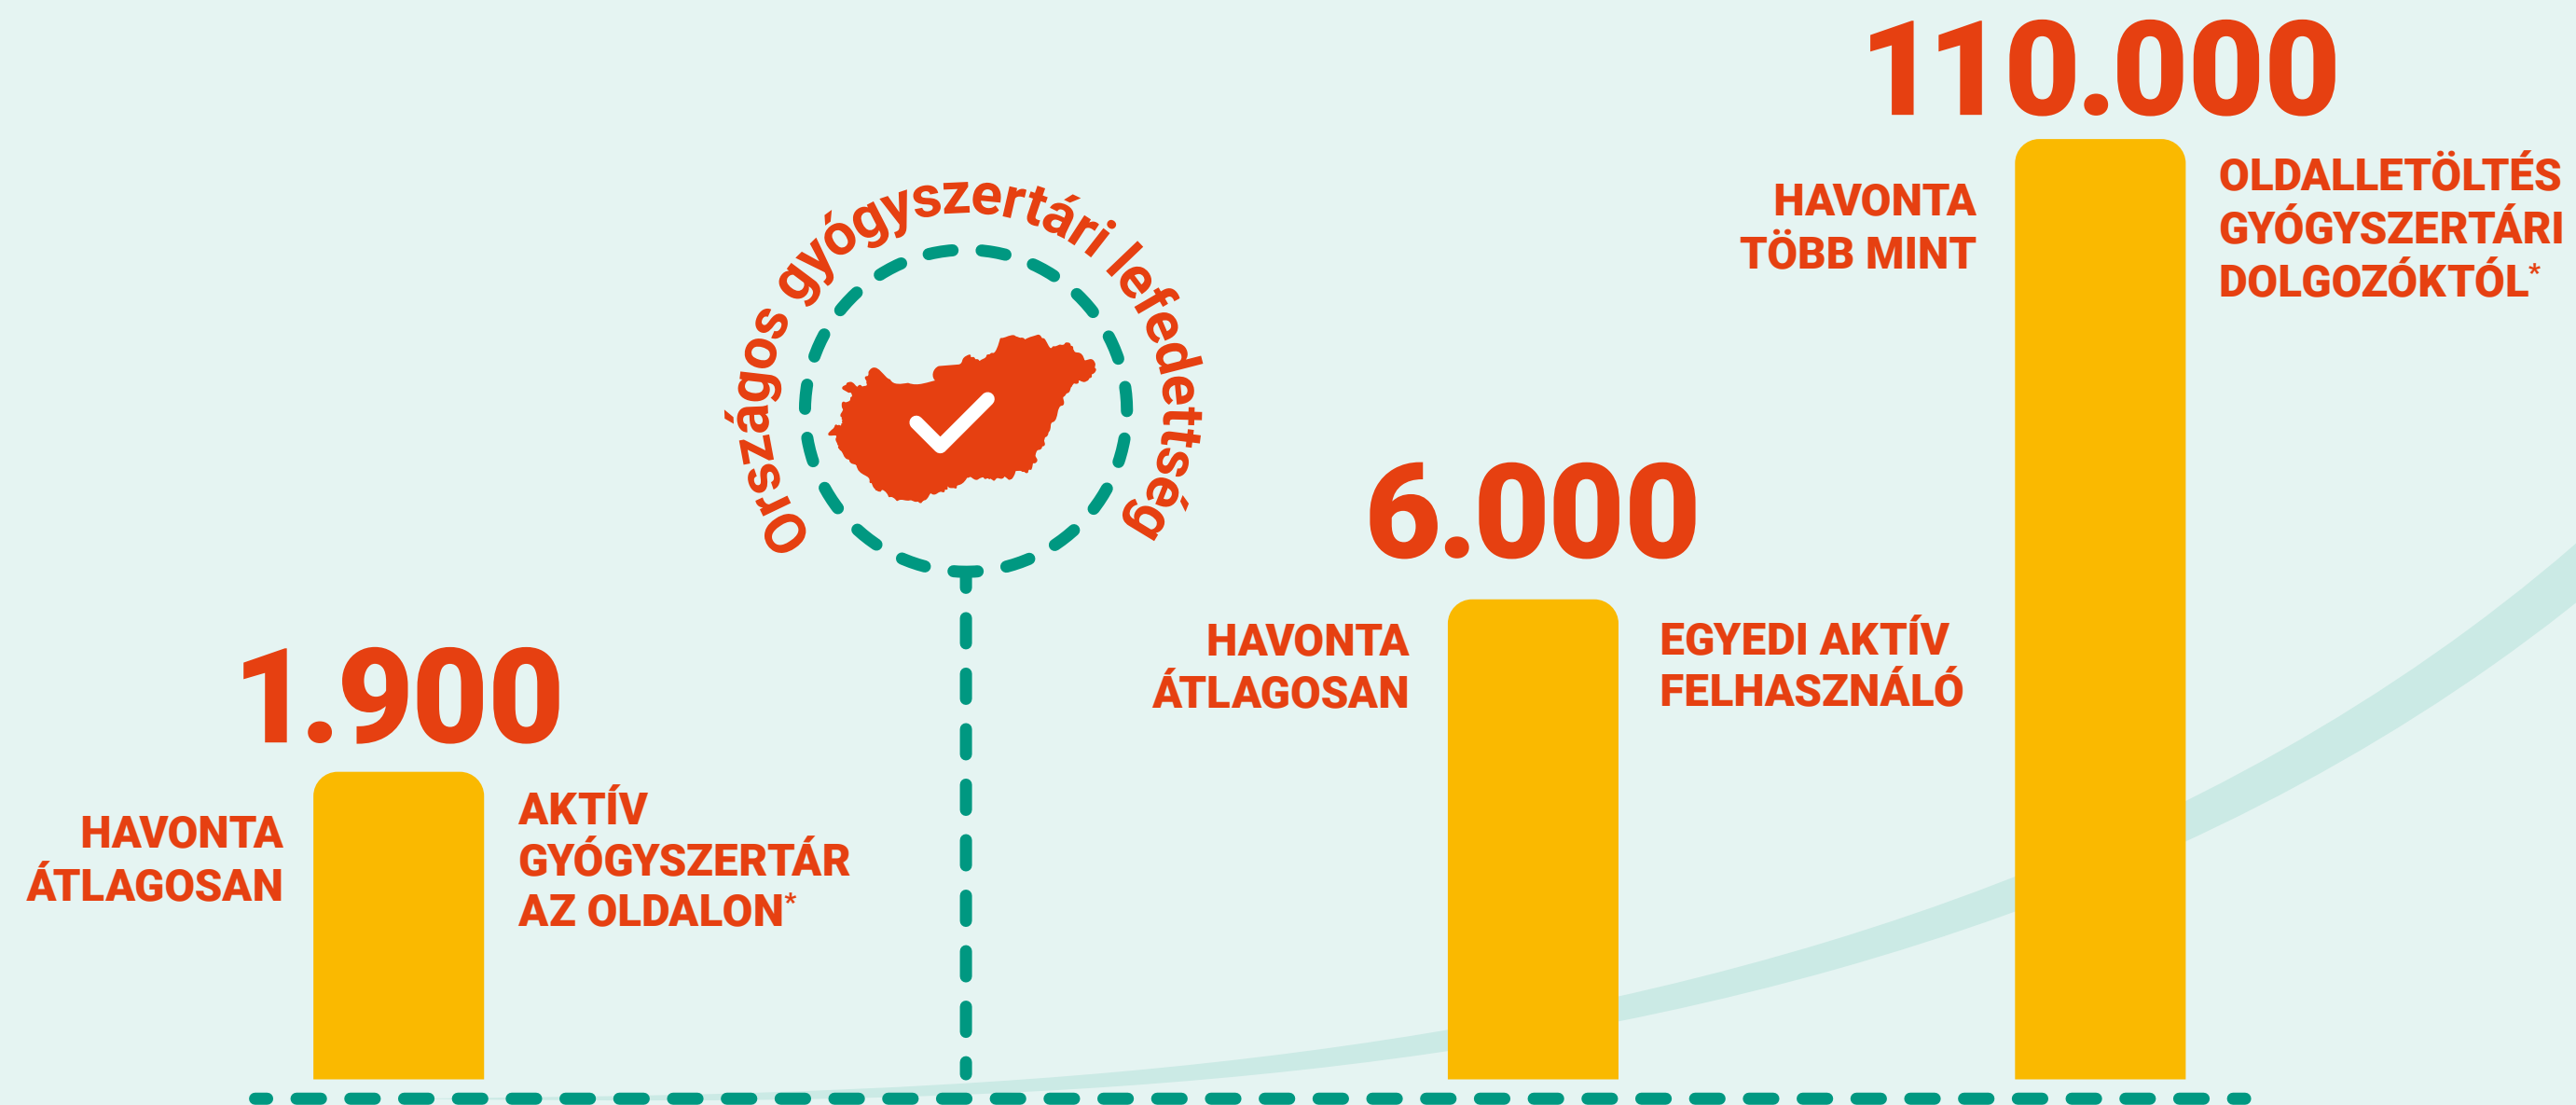 1.900
HAVONTA
ÁTLAGOSAN
AKTÍV
GYÓGYSZERTÁR
AZ OLDALON*
Országos gyógyszertári lefedettség
6.000
HAVONTA
ÁTLAGOSAN
EGYEDI AKTÍV
FELHASZNÁLÓ
110.000
HAVONTA
TÖBB MINT
OLDALLETÖLTÉS
GYÓGYSZERTÁRI
DOLGOZÓKTÓL*